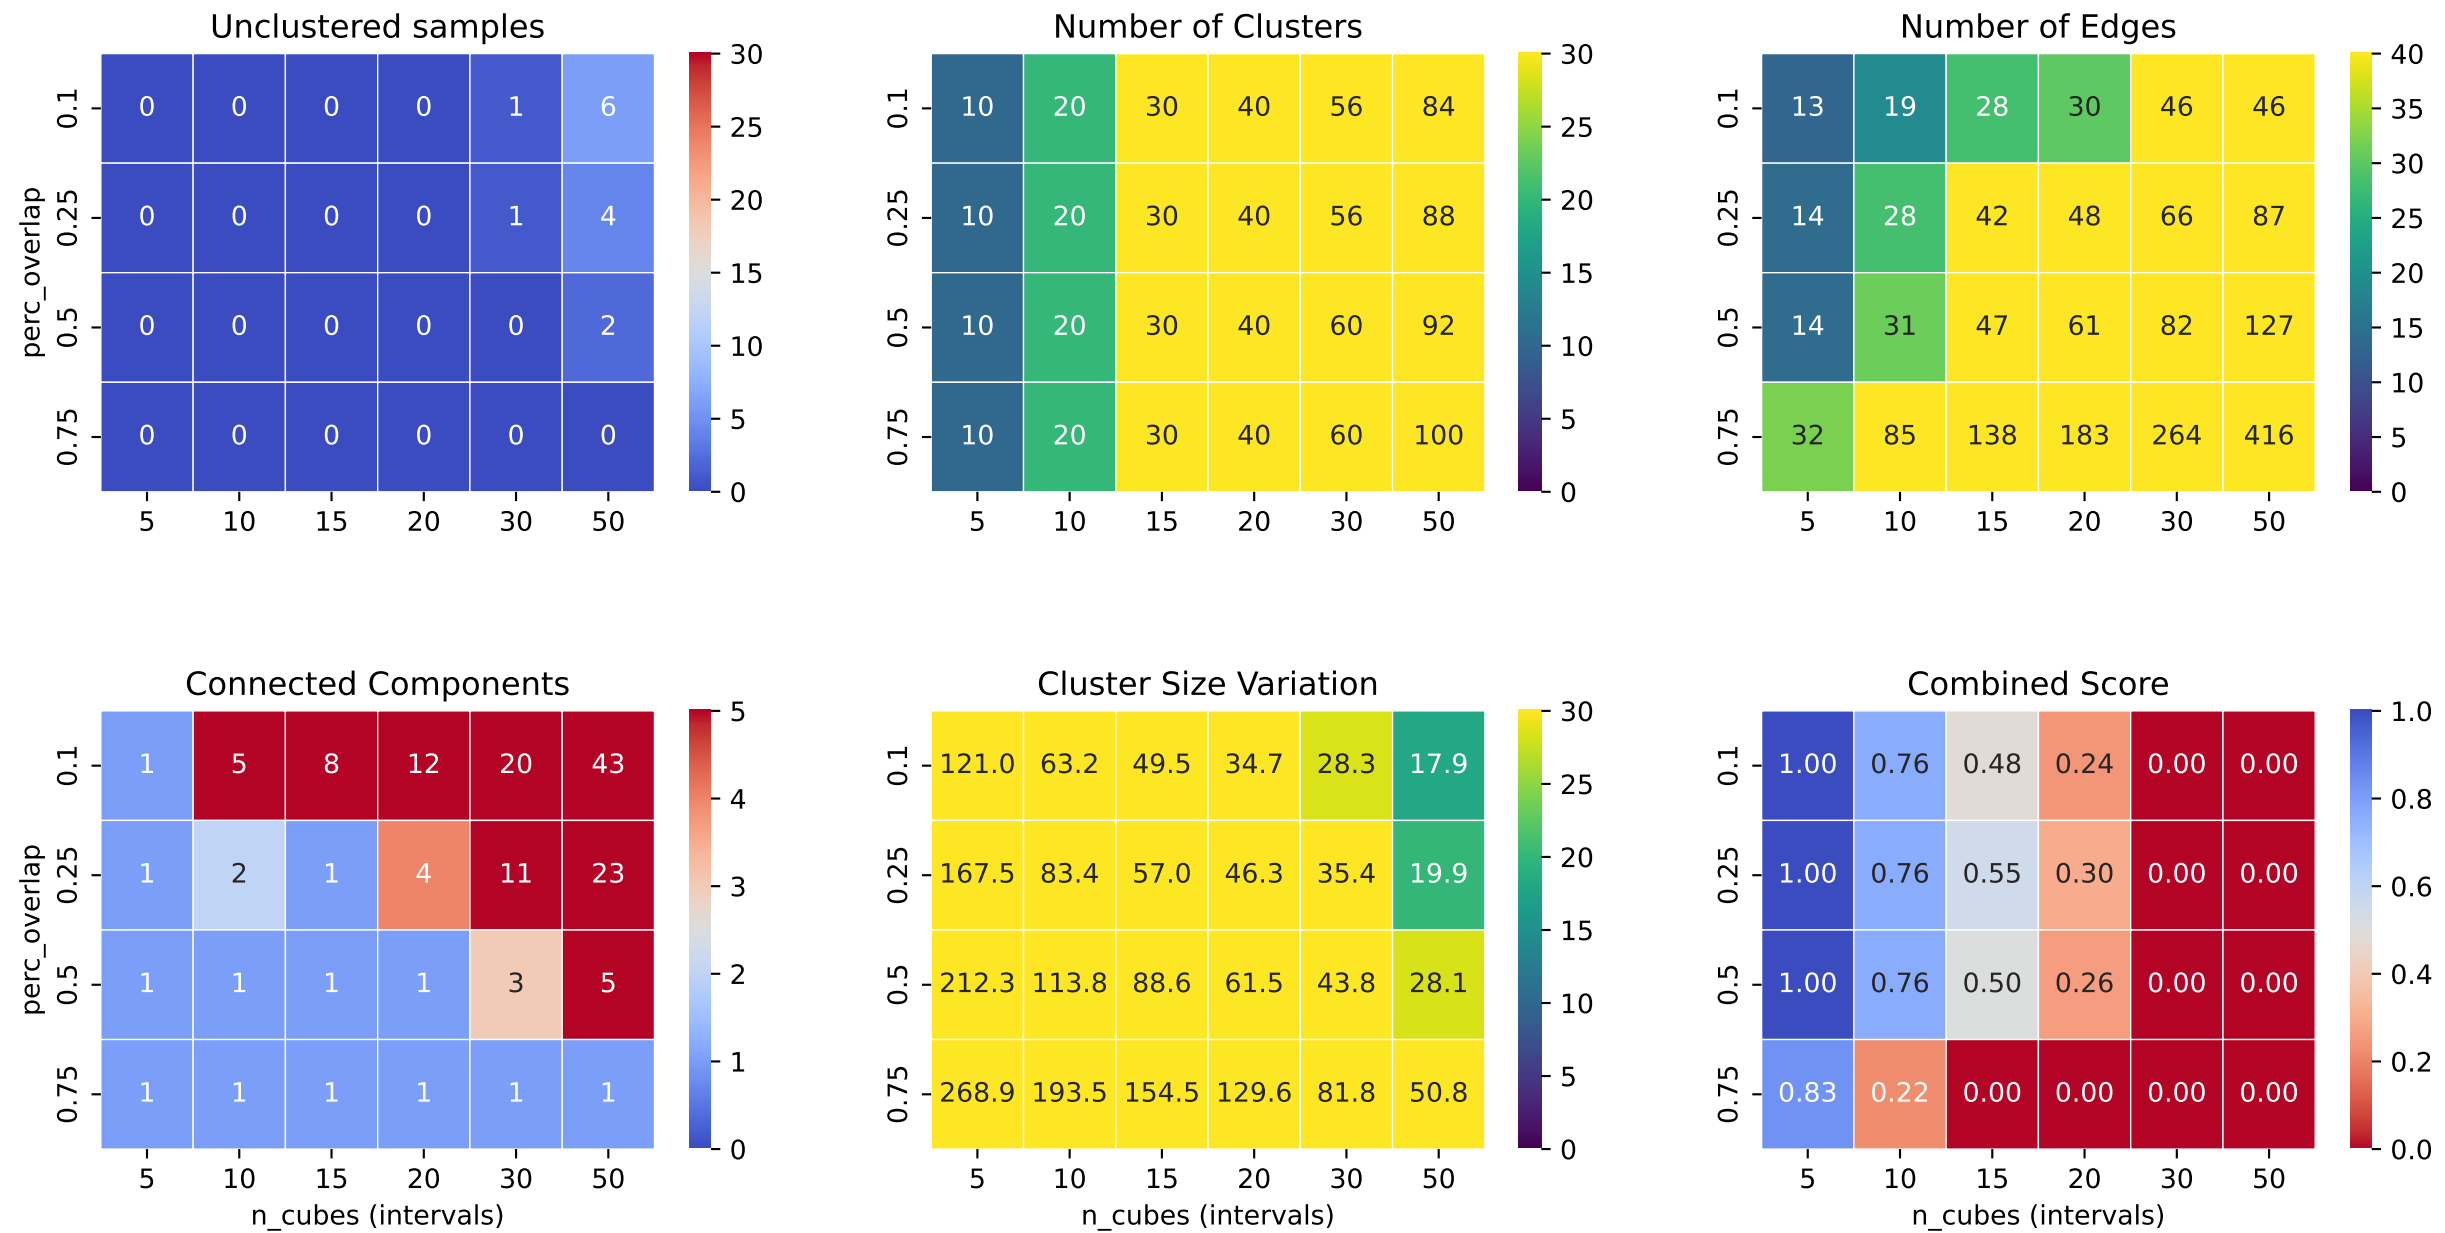 Unclustered samples
perc_overlap
0.1 0 0 0 0 1 6
0.25 0 0 0 0 1 4
0.5 0 0 0 0 0 2
0.75 0 0 0 0 0 0
5 10 15 20 30 50
30
25
20
15
10
5
0
Number of Clusters
0.1 10 20 30 40 56 84
0.25 10 20 30 40 56 88
0.5 10 20 30 40 60 92
0.75 10 20 30 40 60 100
5 10 15 20 30 50
30
25
20
15
10
5
0
Number of Edges
0.1 13 19 28 30 46 46
0.25 14 28 42 48 66 87
0.5 14 31 47 61 82 127
0.75 32 85 138 183 264 416
5 10 15 20 30 50
40
35
30
25
20
15
10
5
0
Connected Components
perc_overlap
0.1 1 5 8 12 20 43
0.25 1 2 1 4 11 23
0.5 1 1 1 1 3 5
0.75 1 1 1 1 1 1
5 10 15 20 30 50
n_cubes (intervals)
5
4
3
2
1
0
Cluster Size Variation
0.1 121.0 63.2 49.5 34.7 28.3 17.9
0.25 167.5 83.4 57.0 46.3 35.4 19.9
0.5 212.3 113.8 88.6 61.5 43.8 28.1
0.75 268.9 193.5 154.5 129.6 81.8 50.8
5 10 15 20 30 50
n_cubes (intervals)
30
25
20
15
10
5
0
Combined Score
0.1 1.00 0.76 0.48 0.24 0.00 0.00
0.25 1.00 0.76 0.55 0.30 0.00 0.00
0.5 1.00 0.76 0.50 0.26 0.00 0.00
0.75 0.83 0.22 0.00 0.00 0.00 0.00
5 10 15 20 30 50
n_cubes (intervals)
1.0
0.8
0.6
0.4
0.2
0.0